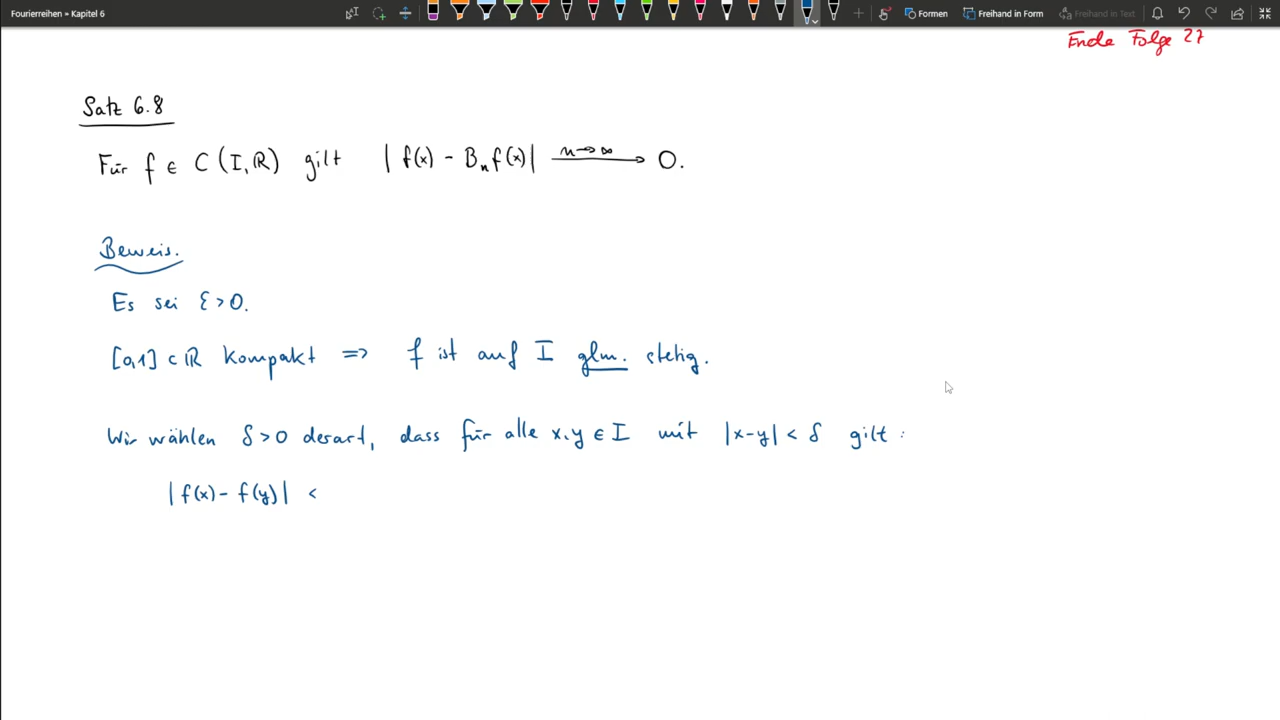 Fourierreihen » Kapitel 6
Formen
Freihand in Form
Freihand in Text
Ende Folge 27
Satz 6.8
Für f ∈ C(I,ℝ) gilt |f(x) - Bₙf(x)| n→∞ ⟶ 0.
Beweis.
Es sei ε > 0.
[0,1] ⊂ ℝ kompakt ⇒ f ist auf I glm. stetig.
Wir wählen δ > 0 derart, dass für alle x,y ∈ I mit |x-y| < δ gilt:
|f(x) - f(y)| <